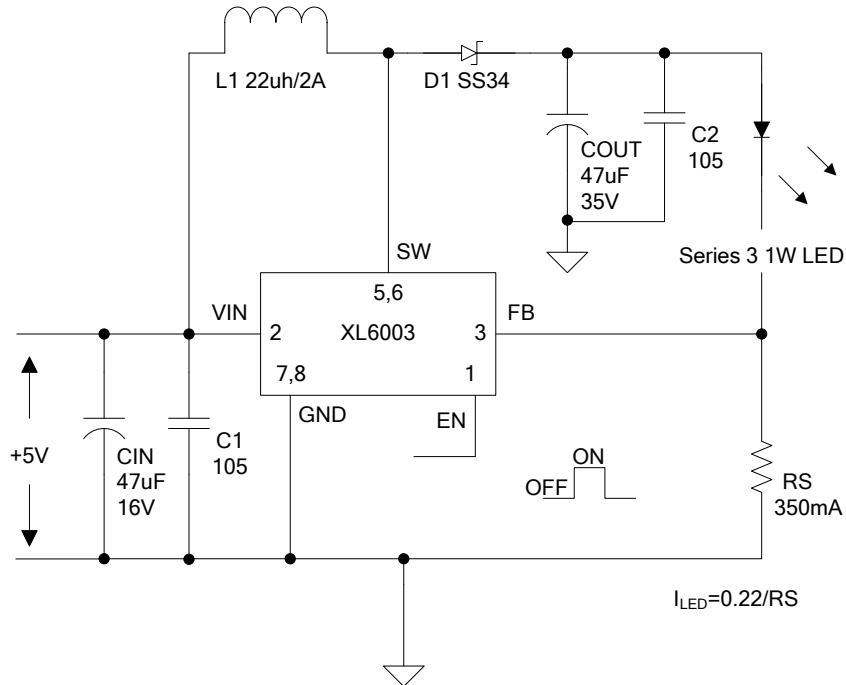 L1 22uh/2A
D1 SS34
COUT
47uF
35V
C2
105
SW
Series 3 1W LED
5,6
VIN
FB
2
XL6003
3
7,8
1
GND
EN
+5V
CIN
47uF
16V
C1
105
ON
OFF
RS
350mA
ILED=0.22/RS